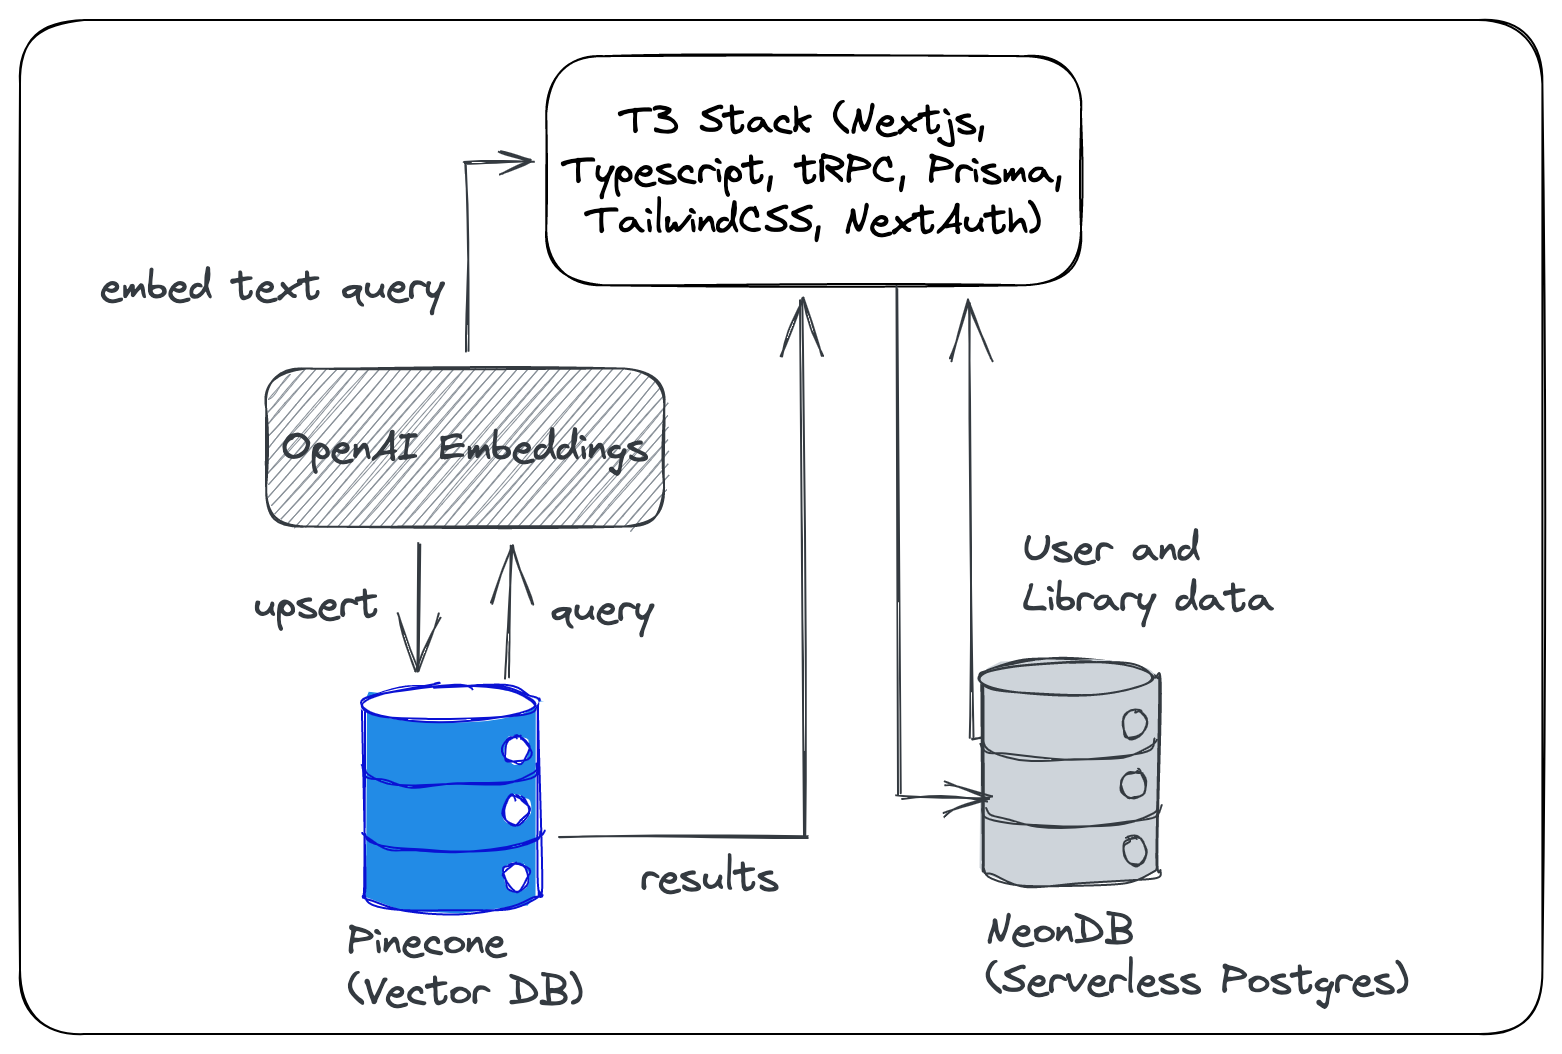 T3 Stack (Nextjs,
Typescript, tRPC, Prisma,
TailwindCSS, NextAuth)
embed text query
OpenAI Embeddings
upsert
query
User and
Library data
results
Pinecone
(Vector DB)
NeonDB
(Serverless Postgres)